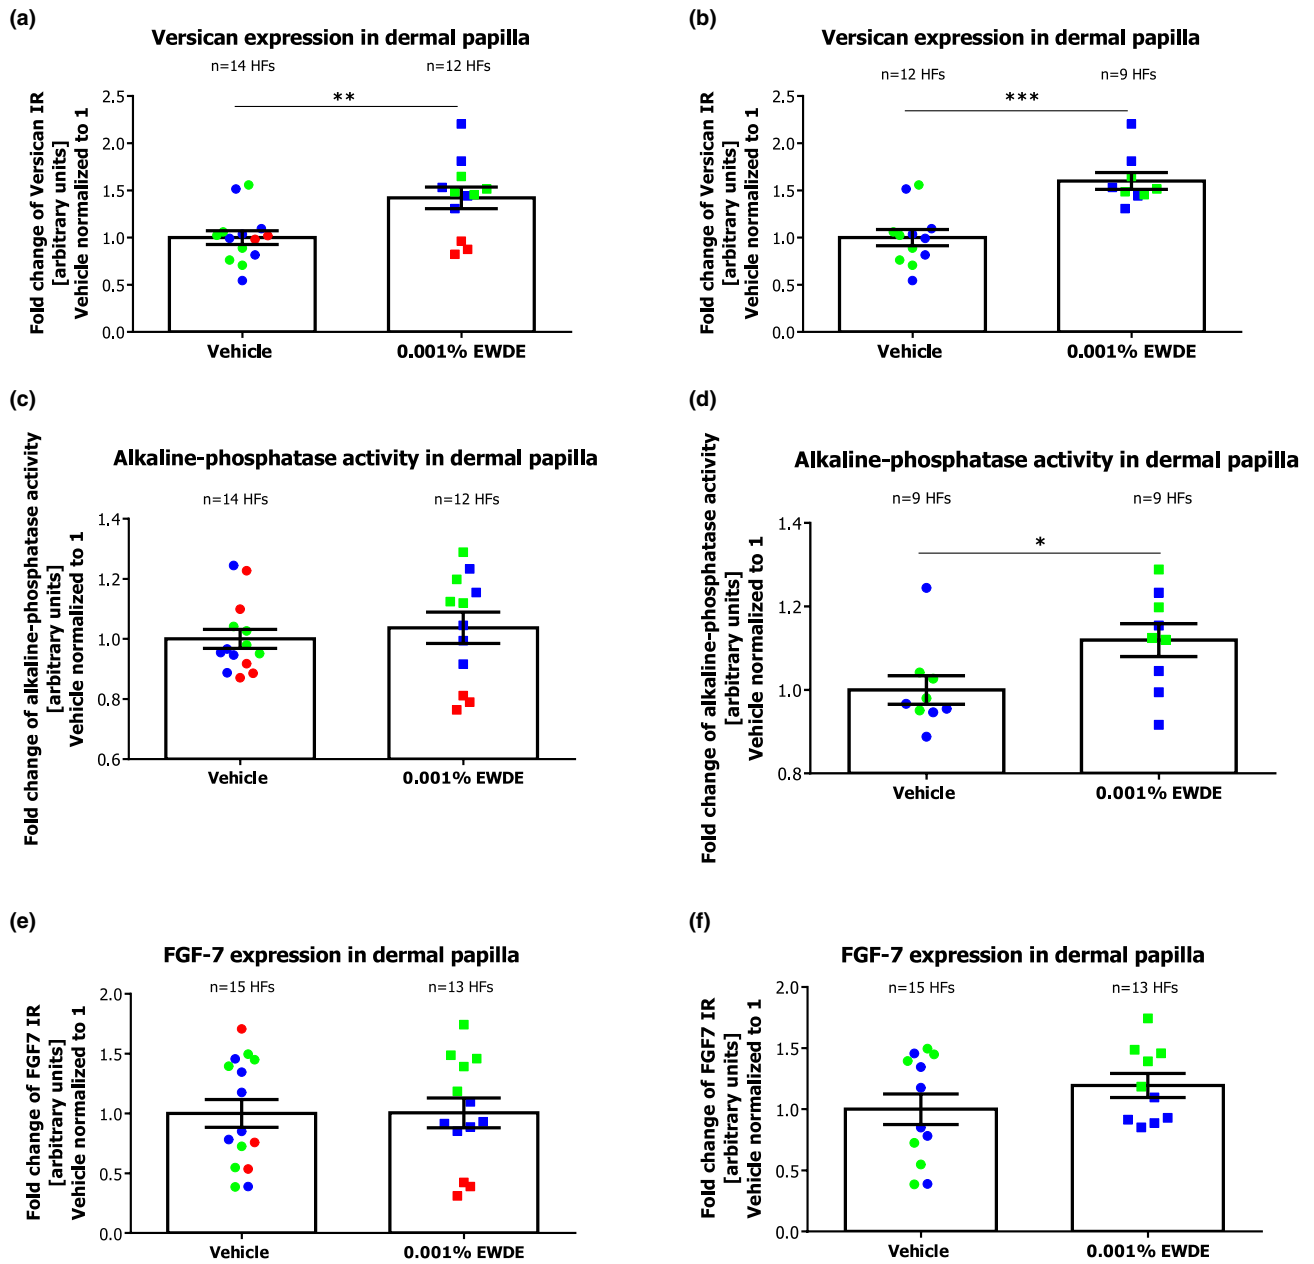 (a)
Versican expression in dermal papilla
n=14 HFs
n=12 HFs
**
Fold change of Versican IR
[arbitrary units]
Vehicle normalized to 1
2.5
2.0
1.5
1.0
0.5
0.0
Vehicle
0.001% EWDE
(b)
Versican expression in dermal papilla
n=12 HFs
n=9 HFs
***
Fold change of Versican IR
[arbitrary units]
Vehicle normalized to 1
2.5
2.0
1.5
1.0
0.5
0.0
Vehicle
0.001% EWDE
(c)
Alkaline-phosphatase activity in dermal papilla
n=14 HFs
n=12 HFs
Fold change of alkaline-phosphatase activity
[arbitrary units]
Vehicle normalized to 1
1.4
1.2
1.0
0.8
0.6
Vehicle
0.001% EWDE
(d)
Alkaline-phosphatase activity in dermal papilla
n=9 HFs
n=9 HFs
*
Fold change of alkaline-phosphatase activity
[arbitrary units]
Vehicle normalized to 1
1.4
1.2
1.0
0.8
Vehicle
0.001% EWDE
(e)
FGF-7 expression in dermal papilla
n=15 HFs
n=13 HFs
Fold change of FGF7 IR
[arbitrary units]
Vehicle normalized to 1
2.0
1.5
1.0
0.5
0.0
Vehicle
0.001% EWDE
(f)
FGF-7 expression in dermal papilla
n=15 HFs
n=13 HFs
Fold change of FGF7 IR
[arbitrary units]
Vehicle normalized to 1
2.0
1.5
1.0
0.5
0.0
Vehicle
0.001% EWDE